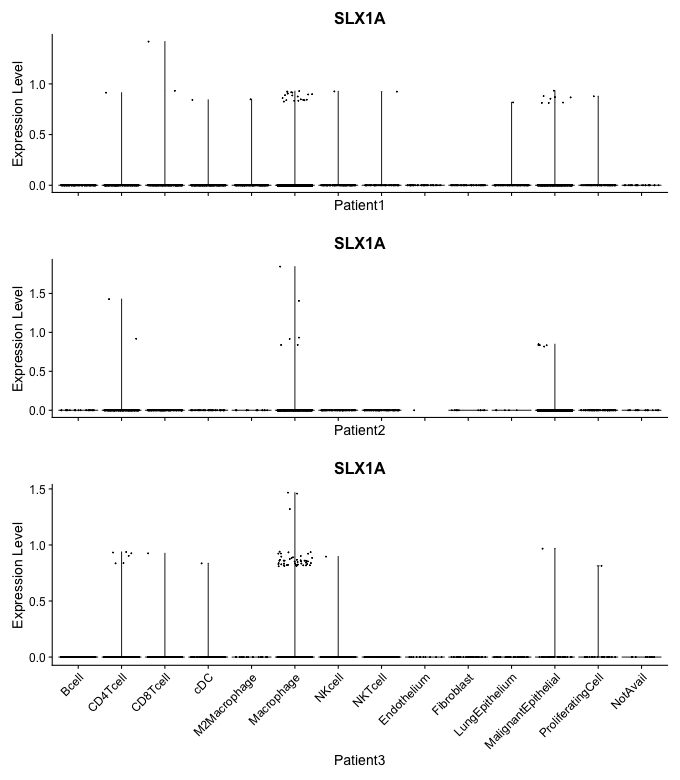 SLX1A
Expression Level
1.0
0.5
0.0
Patient1
SLX1A
Expression Level
1.5
1.0
0.5
0.0
Patient2
SLX1A
Expression Level
1.5
1.0
0.5
0.0
Bcell
CD4Tcell
CD8Tcell
cDC
M2Macrophage
Macrophage
NKcell
NKTcell
Endothelium
Fibroblast
LungEpithelium
MalignantEpithelial
ProliferatingCell
NotAvail
Patient3